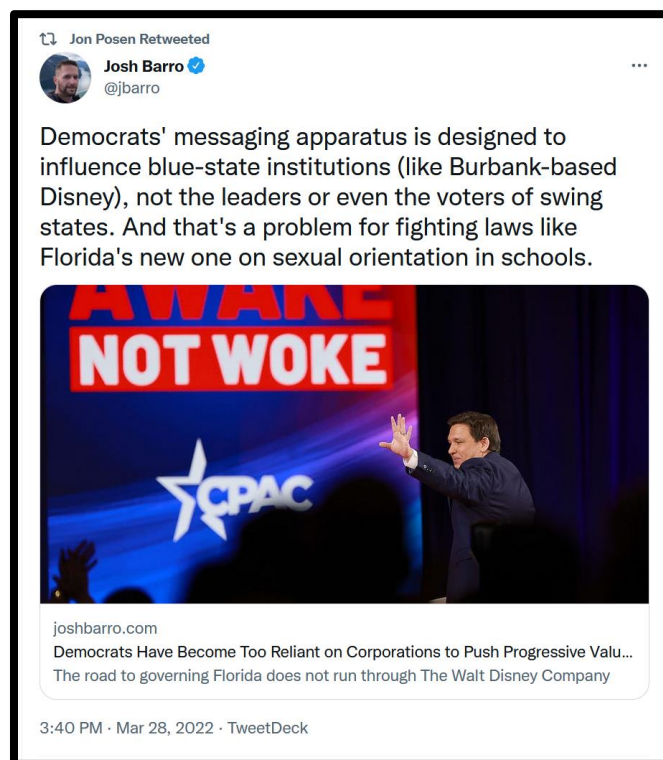 Jon Posen Retweeted
Josh Barro
@jbarro
Democrats' messaging apparatus is designed to
influence blue-state institutions (like Burbank-based
Disney), not the leaders or even the voters of swing
states. And that's a problem for fighting laws like
Florida's new one on sexual orientation in schools.
AWAKE
NOT WOKE
CPAC
joshbarro.com
Democrats Have Become Too Reliant on Corporations to Push Progressive Valu...
The road to governing Florida does not run through The Walt Disney Company
3:40 PM · Mar 28, 2022 · TweetDeck